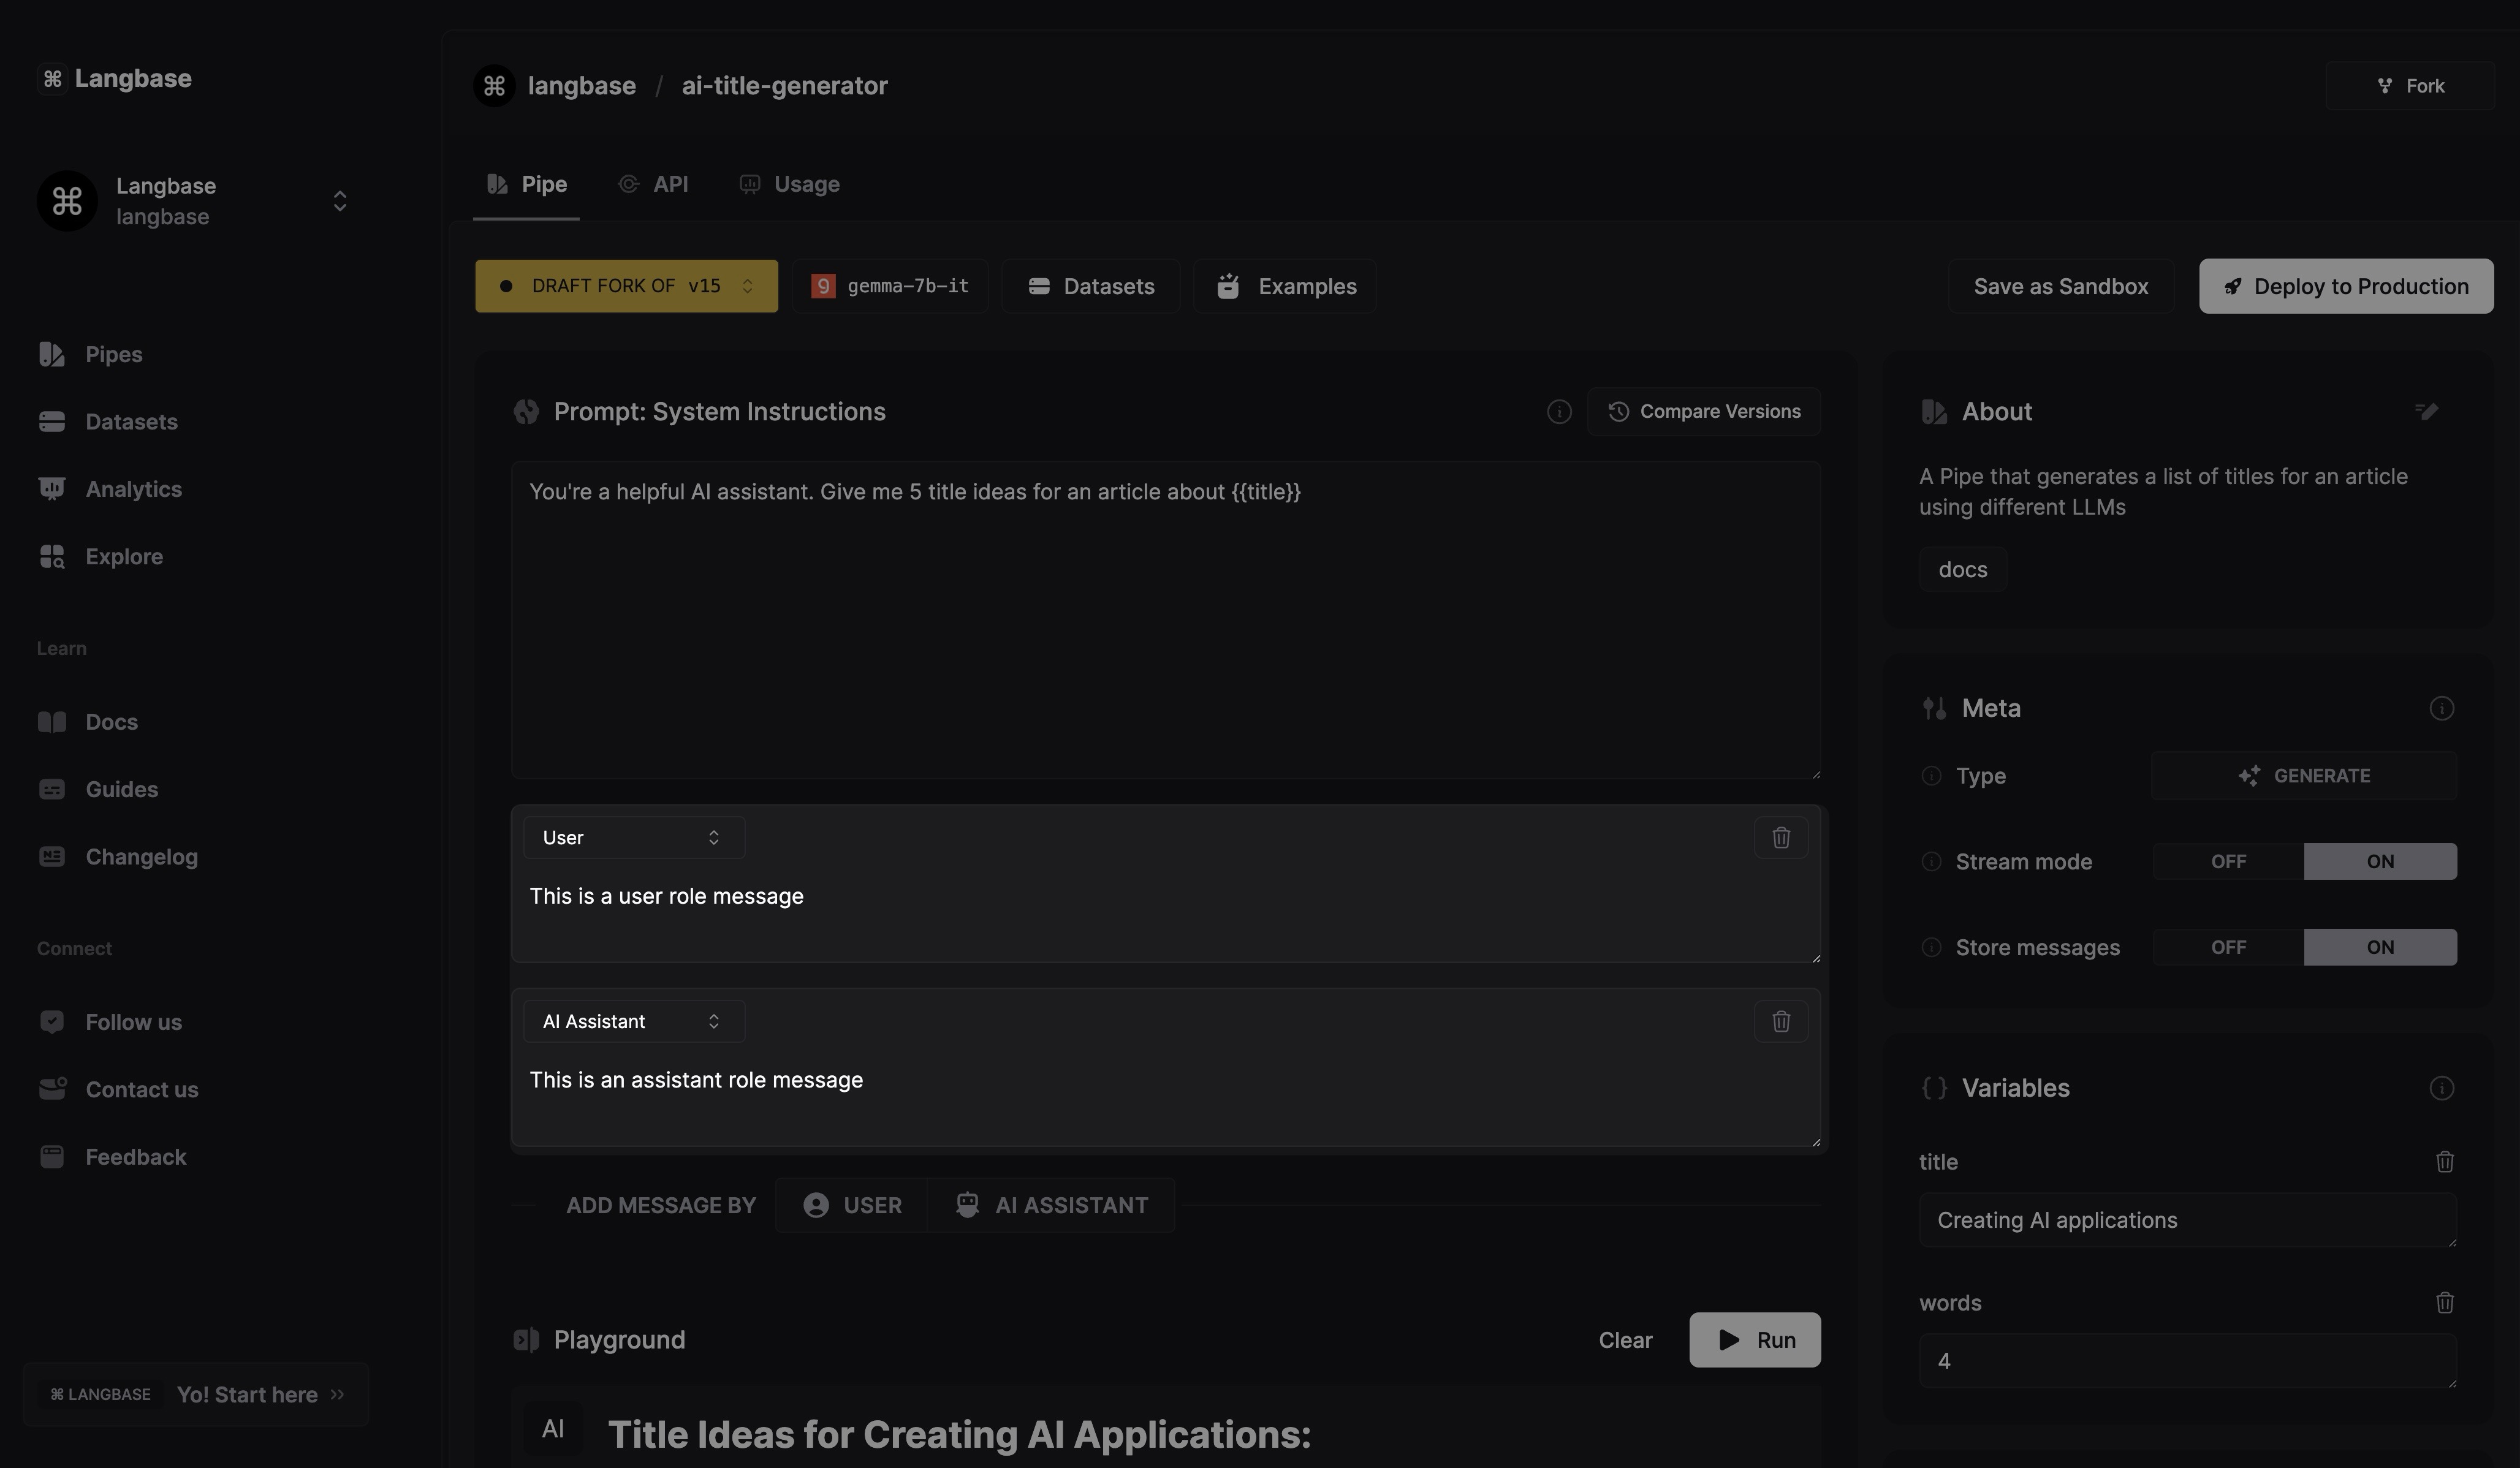 Langbase
Langbase
langbase
Pipes
Datasets
Analytics
Explore
Learn
Docs
Guides
Changelog
Connect
Follow us
Contact us
Feedback
LANGBASE Yo! Start here
langbase / ai-title-generator
Fork
Pipe API Usage
DRAFT FORK OF v15
g gemma-7b-it
Datasets
Examples
Save as Sandbox
Deploy to Production
Prompt: System Instructions
Compare Versions
You're a helpful AI assistant. Give me 5 title ideas for an article about {{title}}
User
This is a user role message
AI Assistant
This is an assistant role message
ADD MESSAGE BY USER AI ASSISTANT
Playground
Clear
Run
AI
Title Ideas for Creating AI Applications:
About
A Pipe that generates a list of titles for an article
using different LLMs
docs
Meta
Type GENERATE
Stream mode OFF ON
Store messages OFF ON
Variables
title
Creating AI applications
words
4